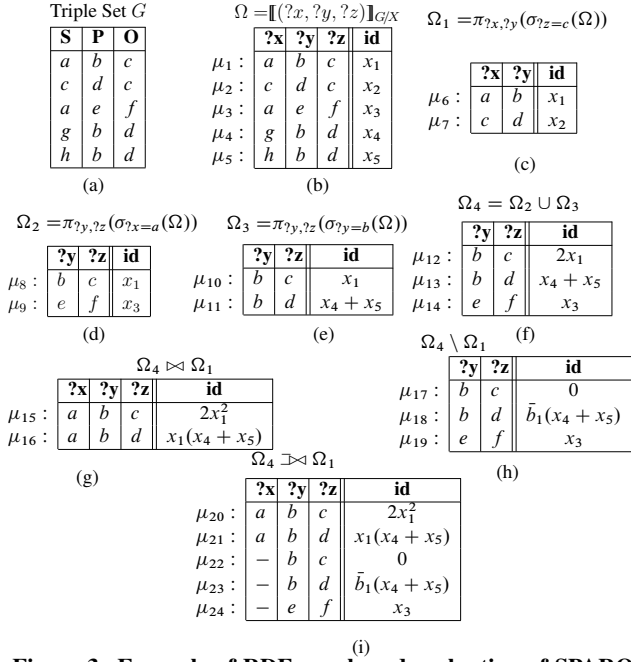 Triple Set G
S P O
a b c
c d c
a e f
g b d
h b d
(a)
Ω =⟦(?x, ?y, ?z)⟧G/X
?x ?y ?z id
μ1 : a b c x1
μ2 : c d c x2
μ3 : a e f x3
μ4 : g b d x4
μ5 : h b d x5
(b)
Ω1 =π?x,?y(σ?z=c(Ω))
?x ?y id
μ6 : a b x1
μ7 : c d x2
(c)
Ω2 =π?y,?z(σ?x=a(Ω))
?y ?z id
μ8 : b c x1
μ9 : e f x3
(d)
Ω3 =π?y,?z(σ?y=b(Ω))
?y ?z id
μ10 : b c x1
μ11 : b d x4 + x5
(e)
Ω4 = Ω2 ∪ Ω3
?y ?z id
μ12 : b c 2x1
μ13 : b d x4 + x5
μ14 : e f x3
(f)
Ω4 ⋈ Ω1
?x ?y ?z id
μ15 : a b c 2x1²
μ16 : a b d x1(x4 + x5)
(g)
Ω4 \ Ω1
?y ?z id
μ17 : b c 0
μ18 : b d b̄1(x4 + x5)
μ19 : e f x3
(h)
Ω4 ⟕ Ω1
?x ?y ?z id
μ20 : a b c 2x1²
μ21 : a b d x1(x4 + x5)
μ22 : − b c 0
μ23 : − b d b̄1(x4 + x5)
μ24 : − e f x3
(i)